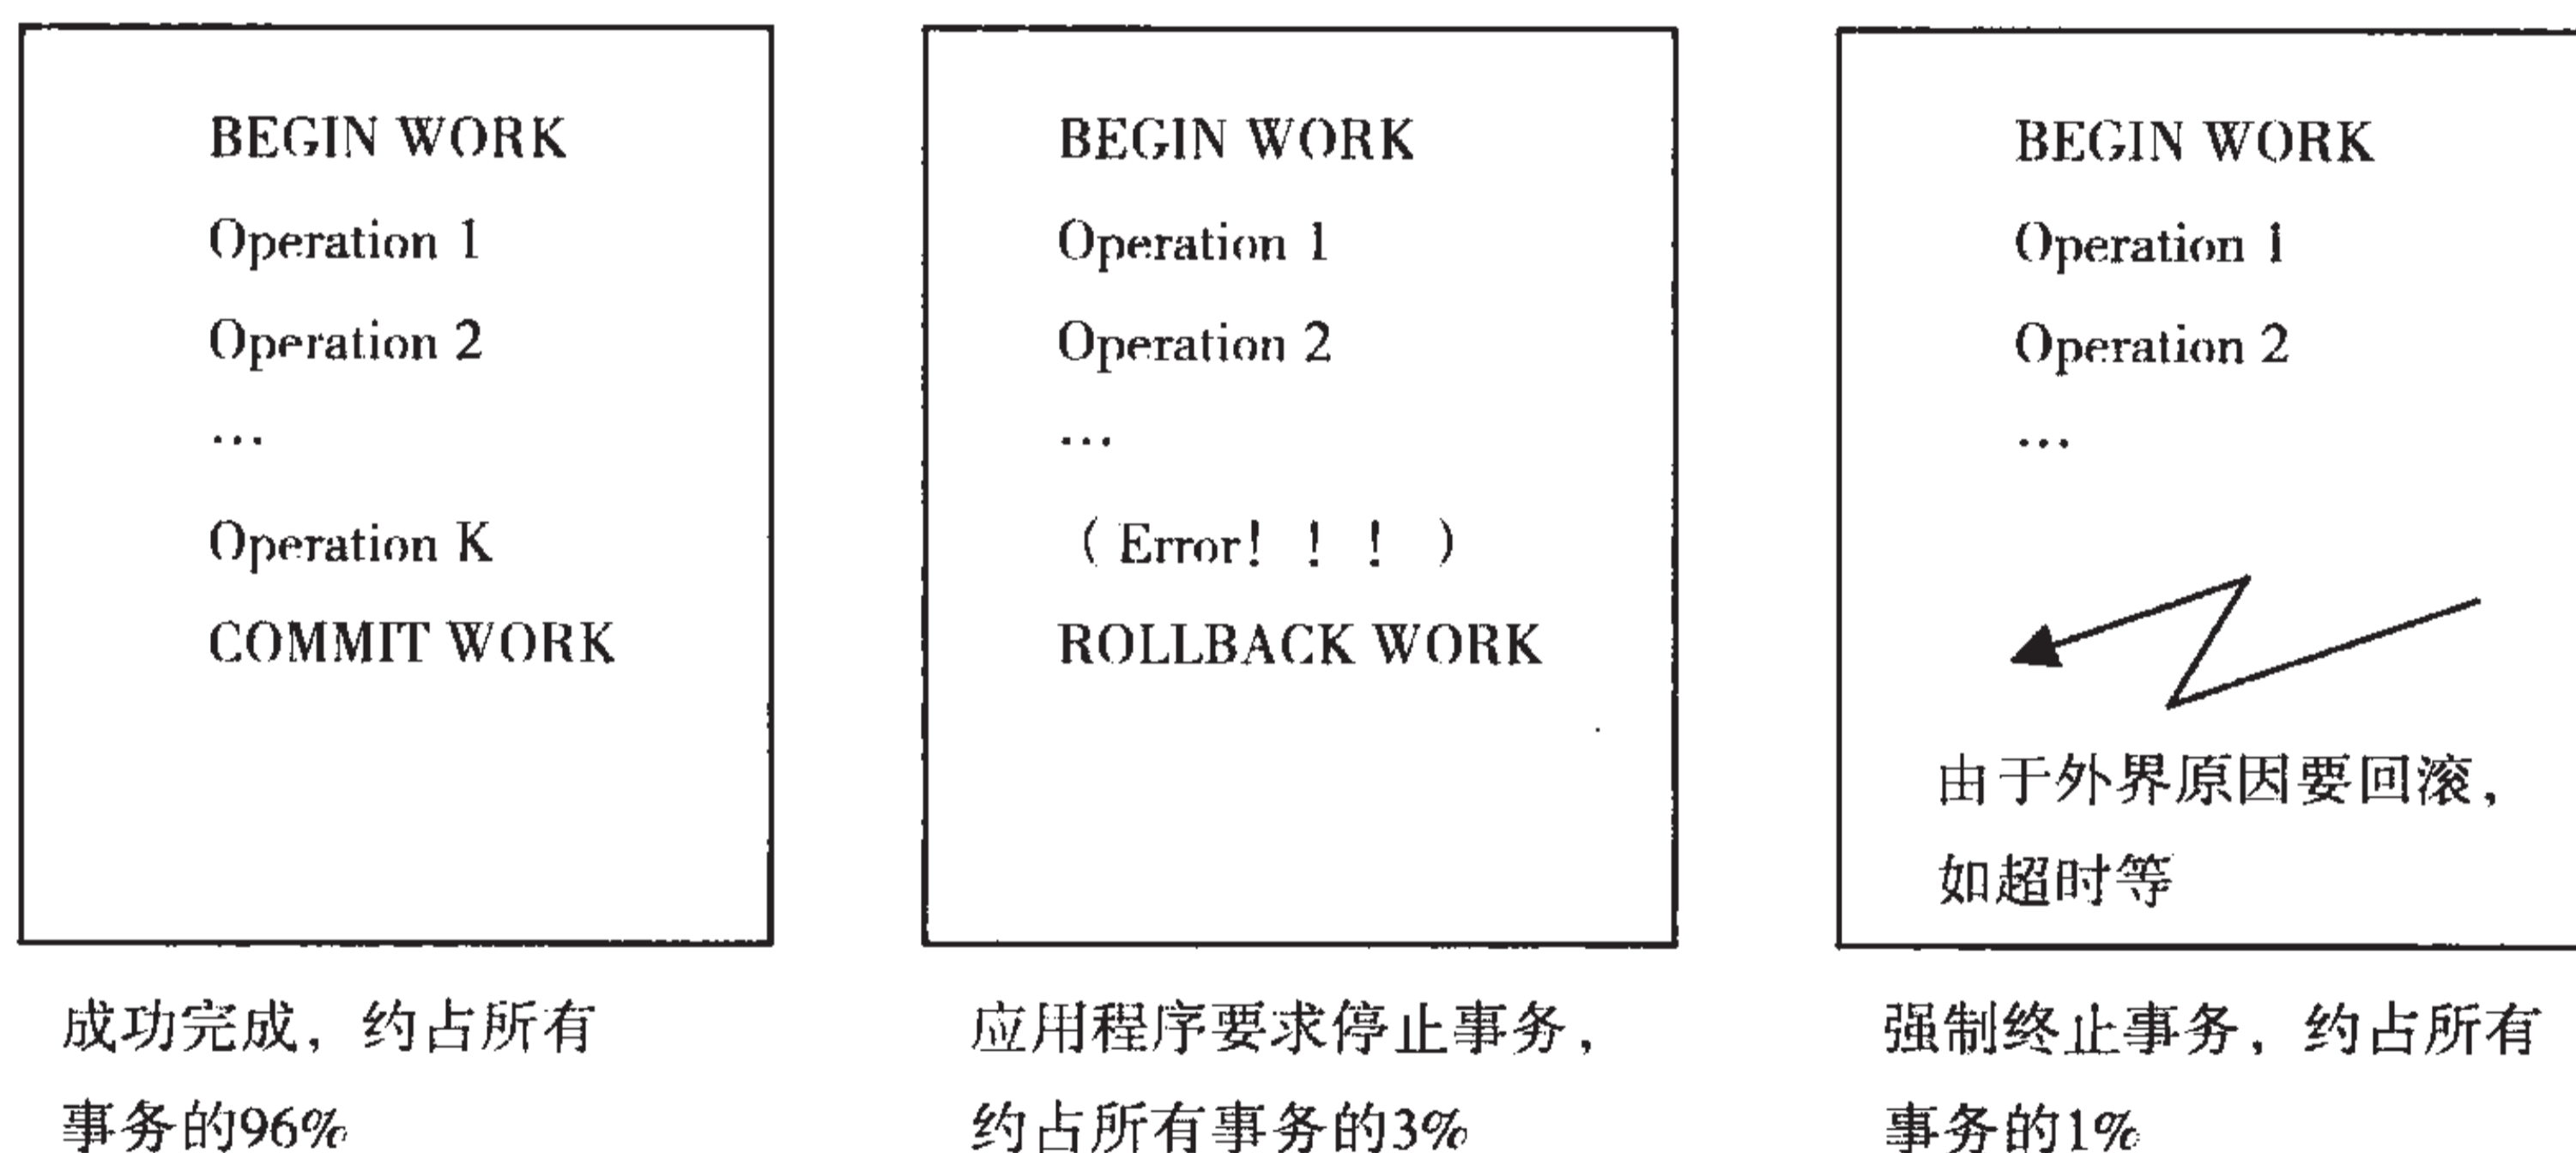 BEGIN WORK
Operation 1
Operation 2
…
Operation K
COMMIT WORK
成功完成，约占所有
事务的96%
BEGIN WORK
Operation 1
Operation 2
…
（Error！！！）
ROLLBACK WORK
应用程序要求停止事务，
约占所有事务的3%
BEGIN WORK
Operation 1
Operation 2
…
由于外界原因要回滚，
如超时等
强制终止事务，约占所有
事务的1%